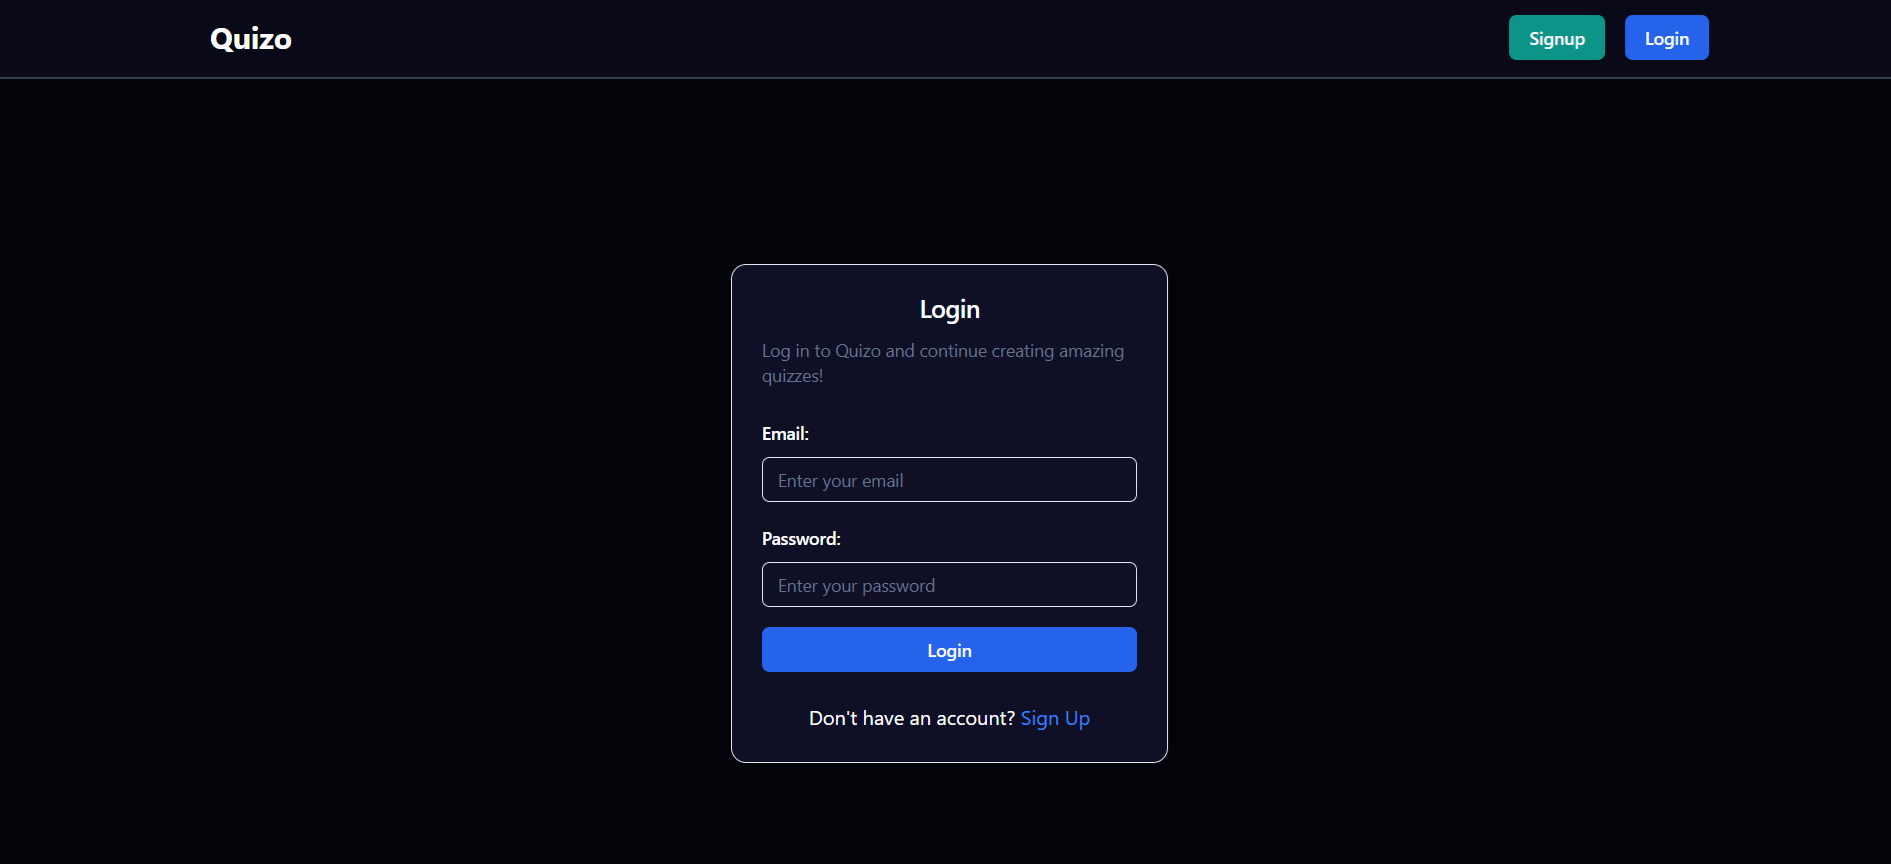 Quizo
Signup
Login
Login
Log in to Quizo and continue creating amazing
quizzes!
Email:
Enter your email
Password:
Enter your password
Login
Don't have an account? Sign Up